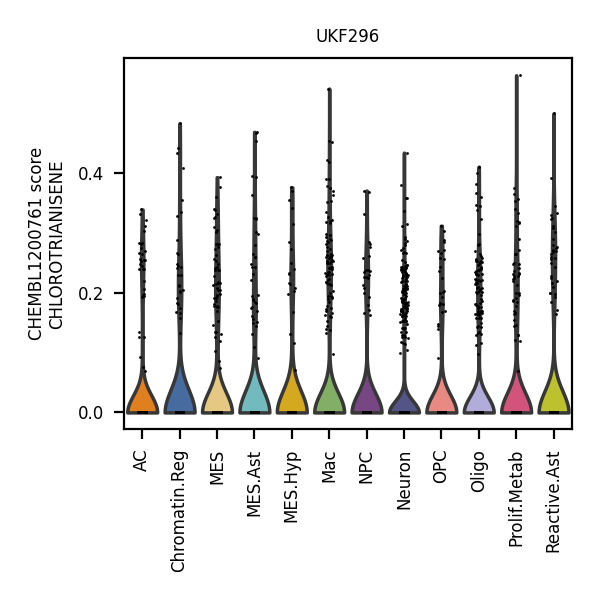 UKF296
CHEMBL1200761 score
CHLOROTRIANISENE
0.4
0.2
0.0
AC
Chromatin.Reg
MES
MES.Ast
MES.Hyp
Mac
NPC
Neuron
OPC
Oligo
Prolif.Metab
Reactive.Ast